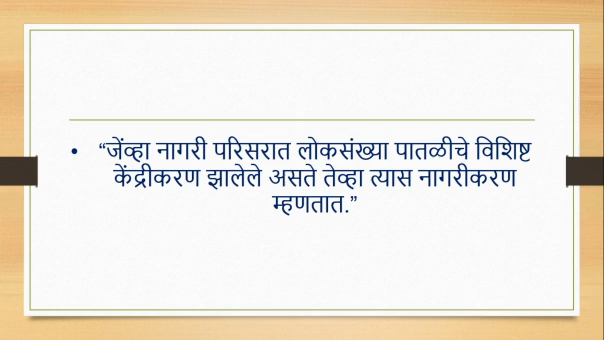 • “जेंव्हा नागरी परिसरात लोकसंख्या पातळीचे विशिष्ट
केंद्रीकरण झालेले असते तेव्हा त्यास नागरीकरण
म्हणतात.”